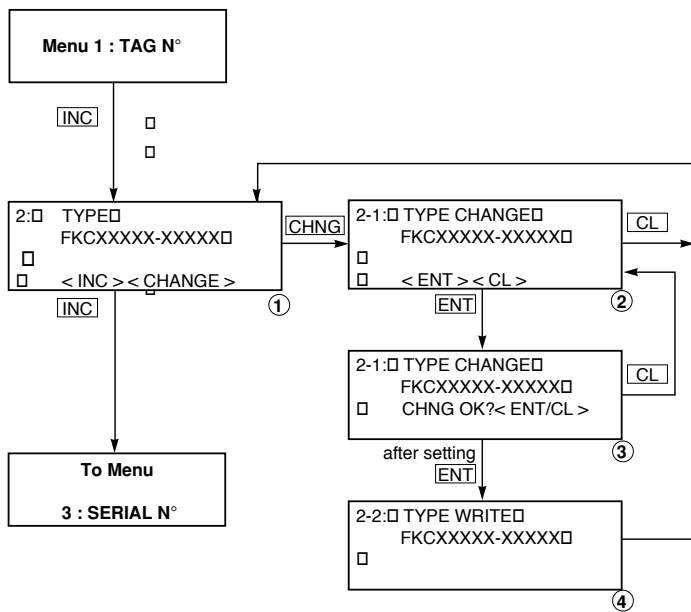 Menu 1 : TAG N°
INC
2: TYPE
FKCXXXXX-XXXXX
< INC > < CHANGE >
1
CHNG
2-1: TYPE CHANGE
FKCXXXXX-XXXXX
< ENT > < CL >
2
CL
INC
ENT
2-1: TYPE CHANGE
FKCXXXXX-XXXXX
CHNG OK?< ENT/CL >
3
CL
after setting
ENT
To Menu
3 : SERIAL N°
2-2: TYPE WRITE
FKCXXXXX-XXXXX
4